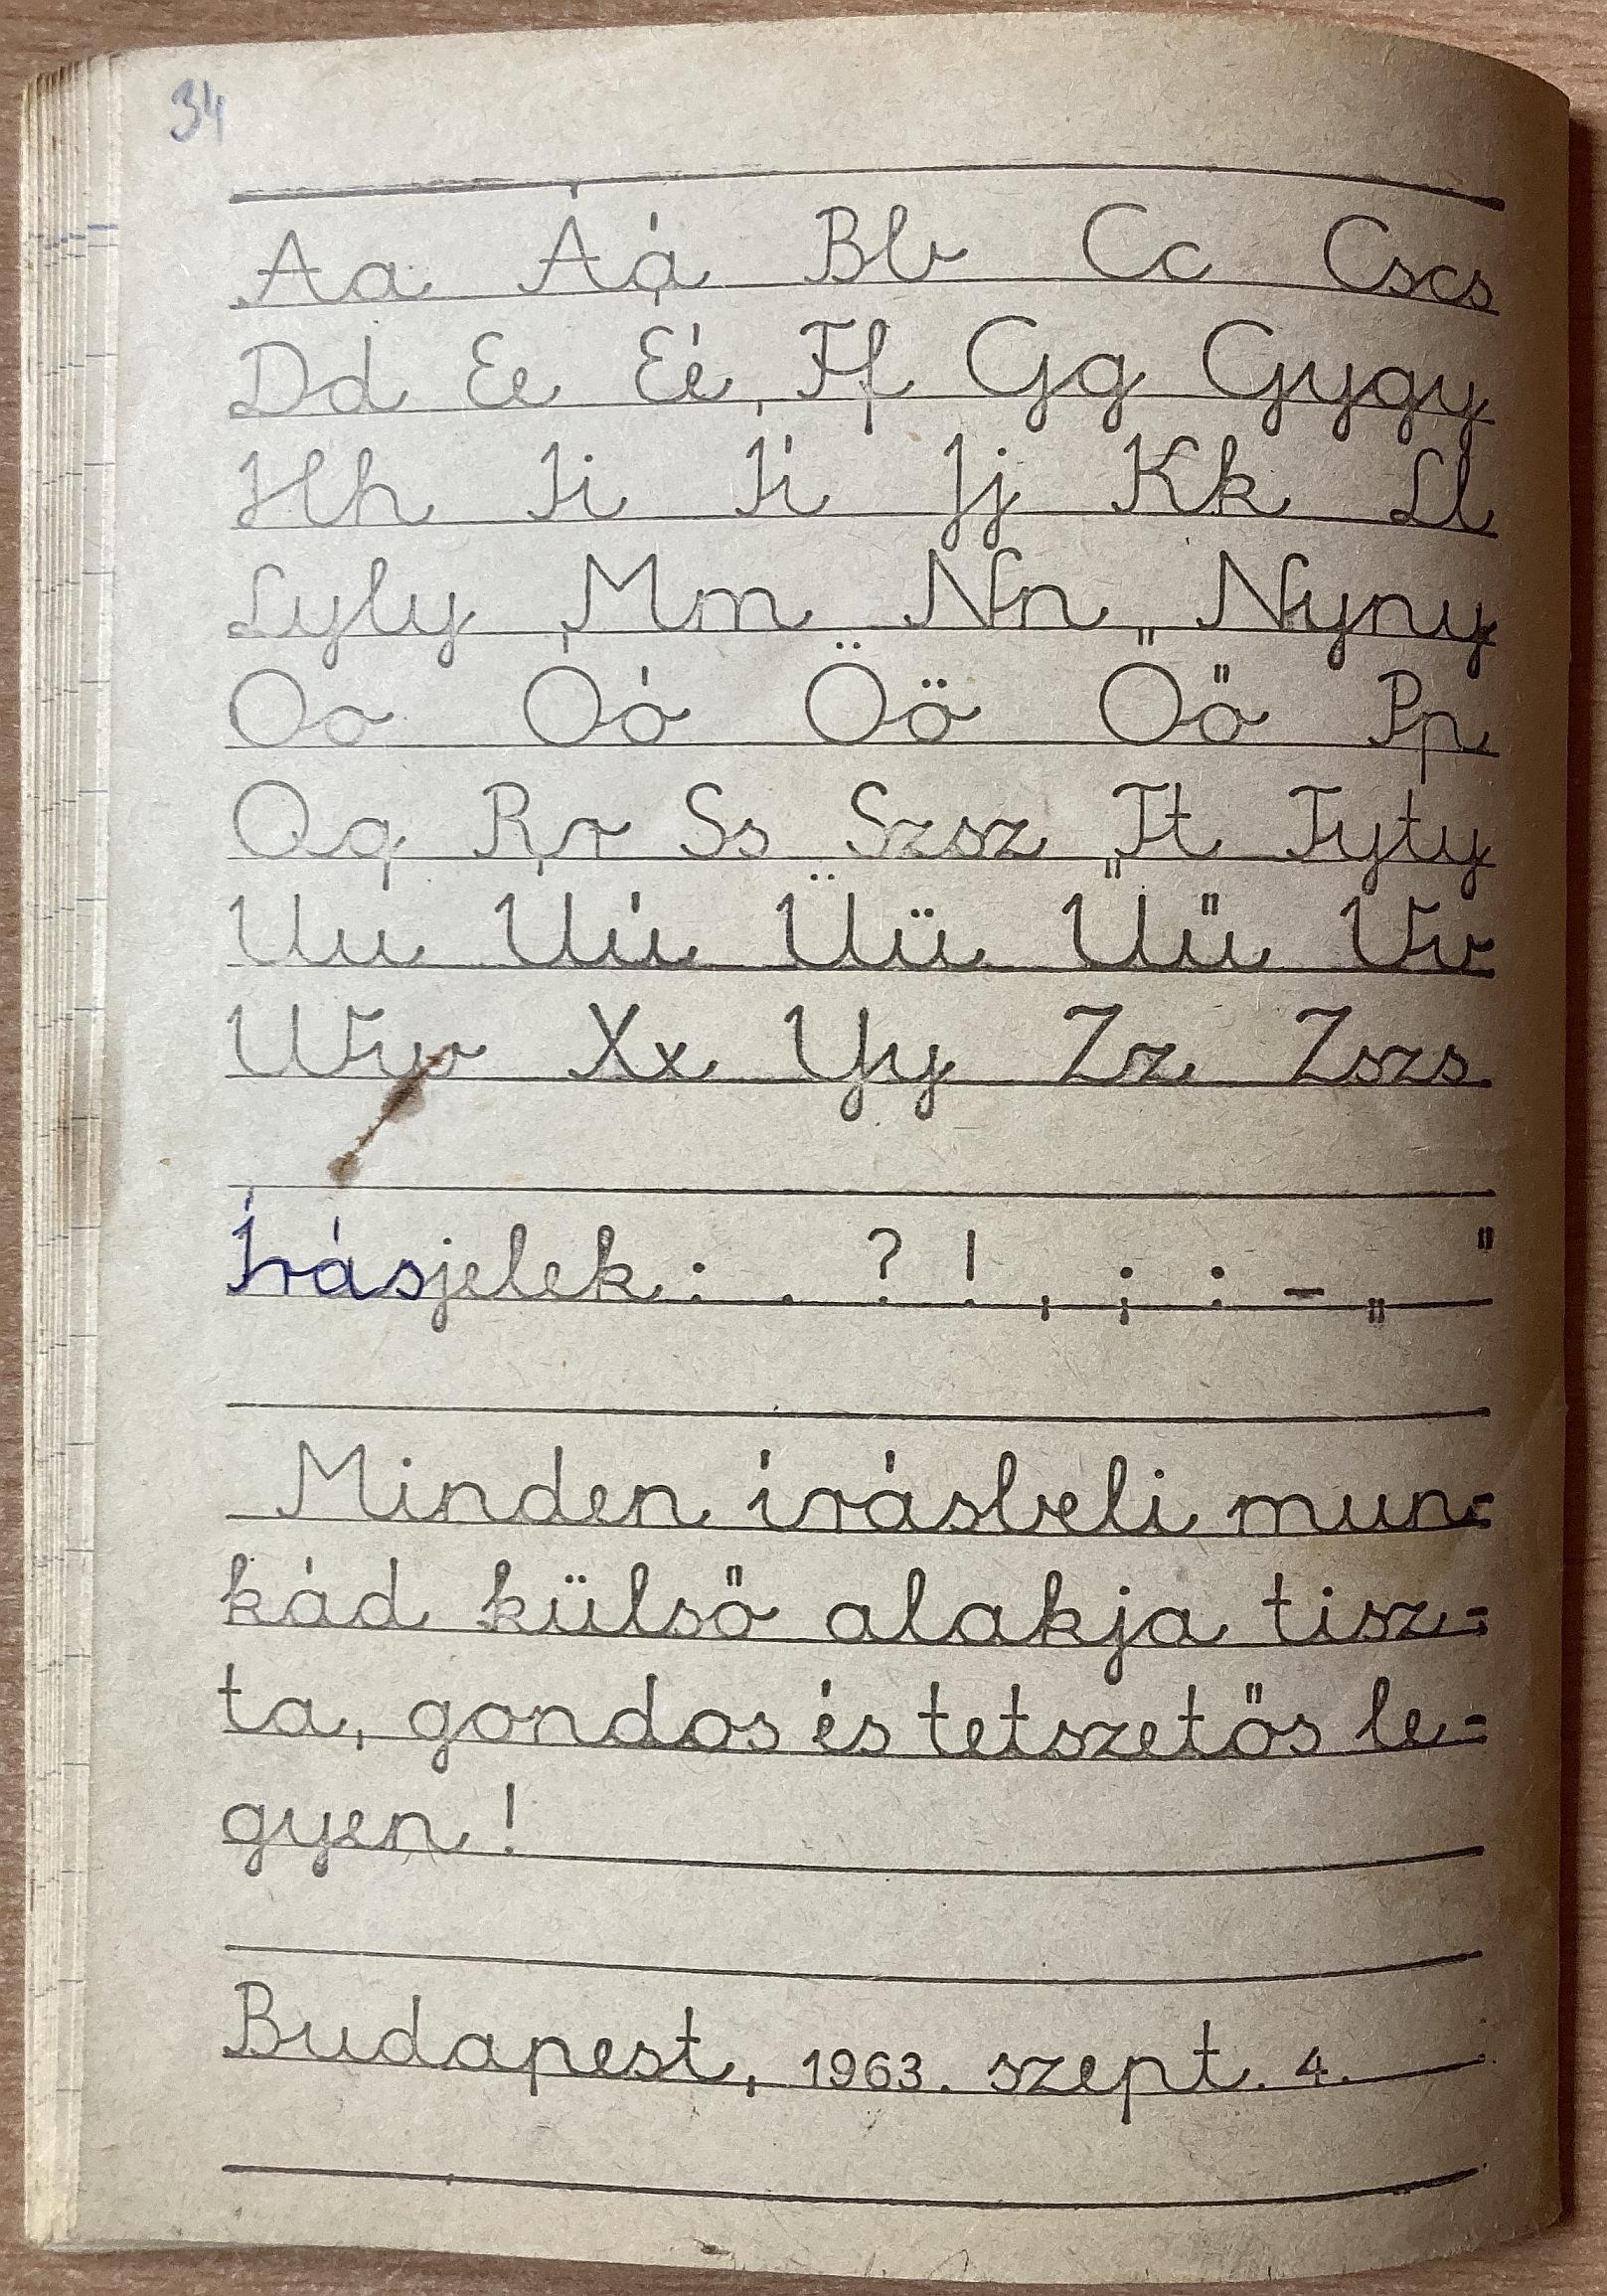 34
Aa Áá Bb Cc Cscs
Dd Ee Éé Ff Gg Gygy
Hh Ii Íí Jj Kk Ll
Lyly Mm Nn Nyny
Oo Óó Öö Őő Pp
Qq Rr Ss Szsz Tt Tyty
Uu Úú Üü Űű Vv
Ww Xx Yy Zz Zszs
Írásjelek: . ? ! , ; : – „ "
Minden írásbeli mun=
kád külső alakja tisz=
ta, gondos és tetszetős le=
gyen!
Budapest, 1963. szept. 4.